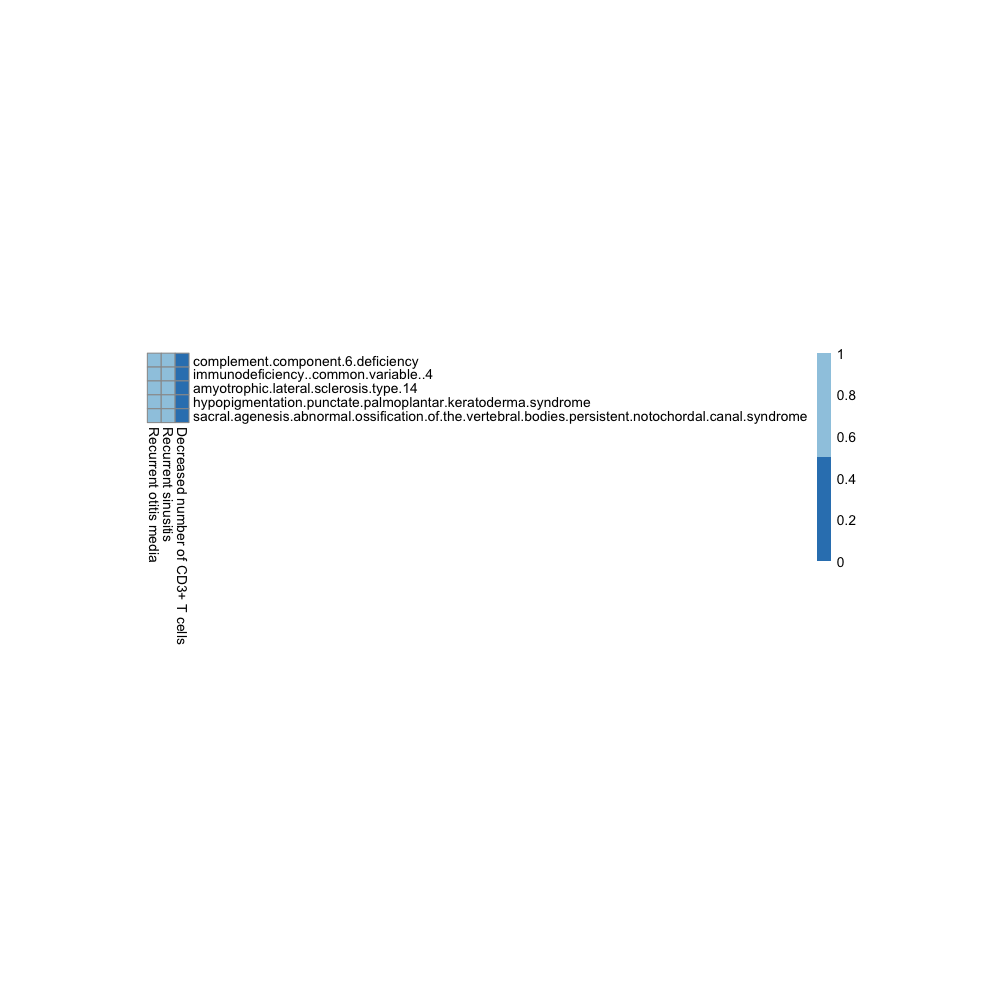 complement.component.6.deficiency
immunodeficiency..common.variable..4
amyotrophic.lateral.sclerosis.type.14
hypopigmentation.punctate.palmoplantar.keratoderma.syndrome
sacral.agenesis.abnormal.ossification.of.the.vertebral.bodies.persistent.notochordal.canal.syndrome
Recurrent otitis media
Recurrent sinusitis
Decreased number of CD3+ T cells
1
0.8
0.6
0.4
0.2
0